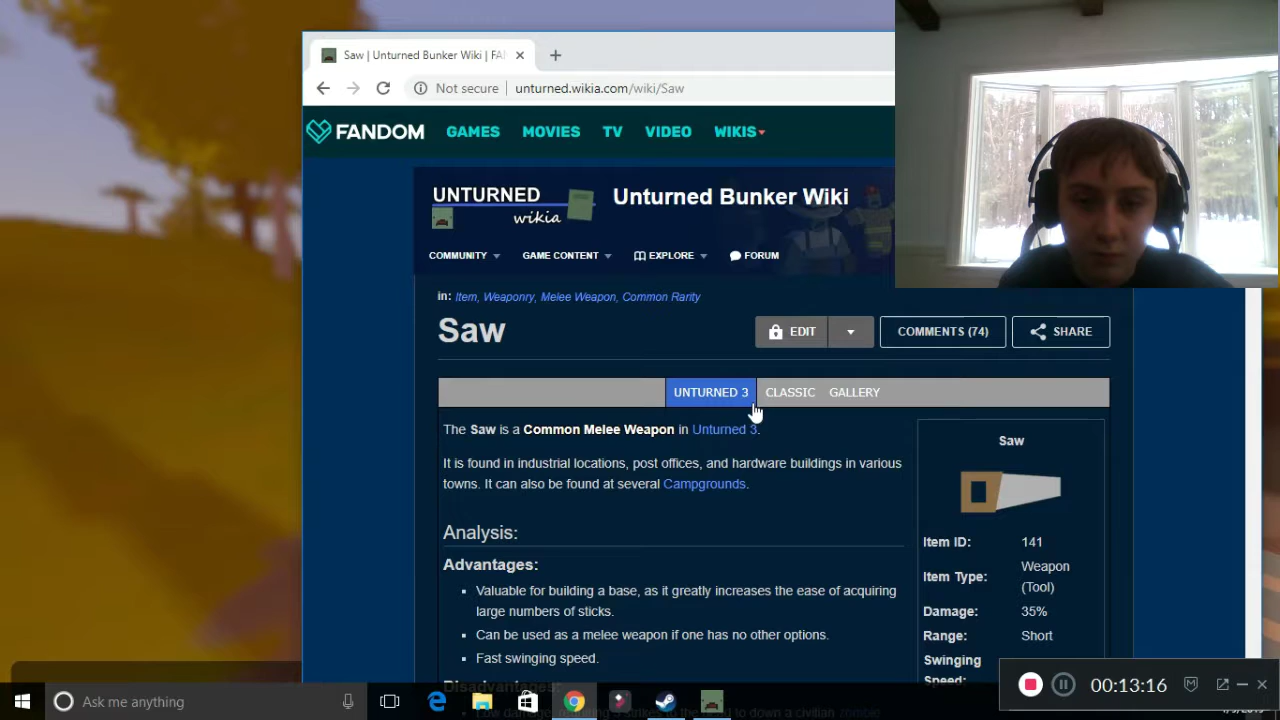 Saw | Unturned Bunker Wiki | FA
Not secure | unturned.wikia.com/wiki/Saw
FANDOM GAMES MOVIES TV VIDEO WIKIS
UNTURNED
wikia
Unturned Bunker Wiki
COMMUNITY GAME CONTENT EXPLORE FORUM
in: Item, Weaponry, Melee Weapon, Common Rarity
Saw
EDIT COMMENTS (74) SHARE
UNTURNED 3 CLASSIC GALLERY
The Saw is a Common Melee Weapon in Unturned 3.
It is found in industrial locations, post offices, and hardware buildings in various
towns. It can also be found at several Campgrounds.
Analysis:
Advantages:
Valuable for building a base, as it greatly increases the ease of acquiring
large numbers of sticks.
Can be used as a melee weapon if one has no other options.
Fast swinging speed.
Disadvantages:
Saw
Item ID: 141
Item Type: Weapon
(Tool)
Damage: 35%
Range: Short
Swinging
Speed:
00:13:16
Ask me anything